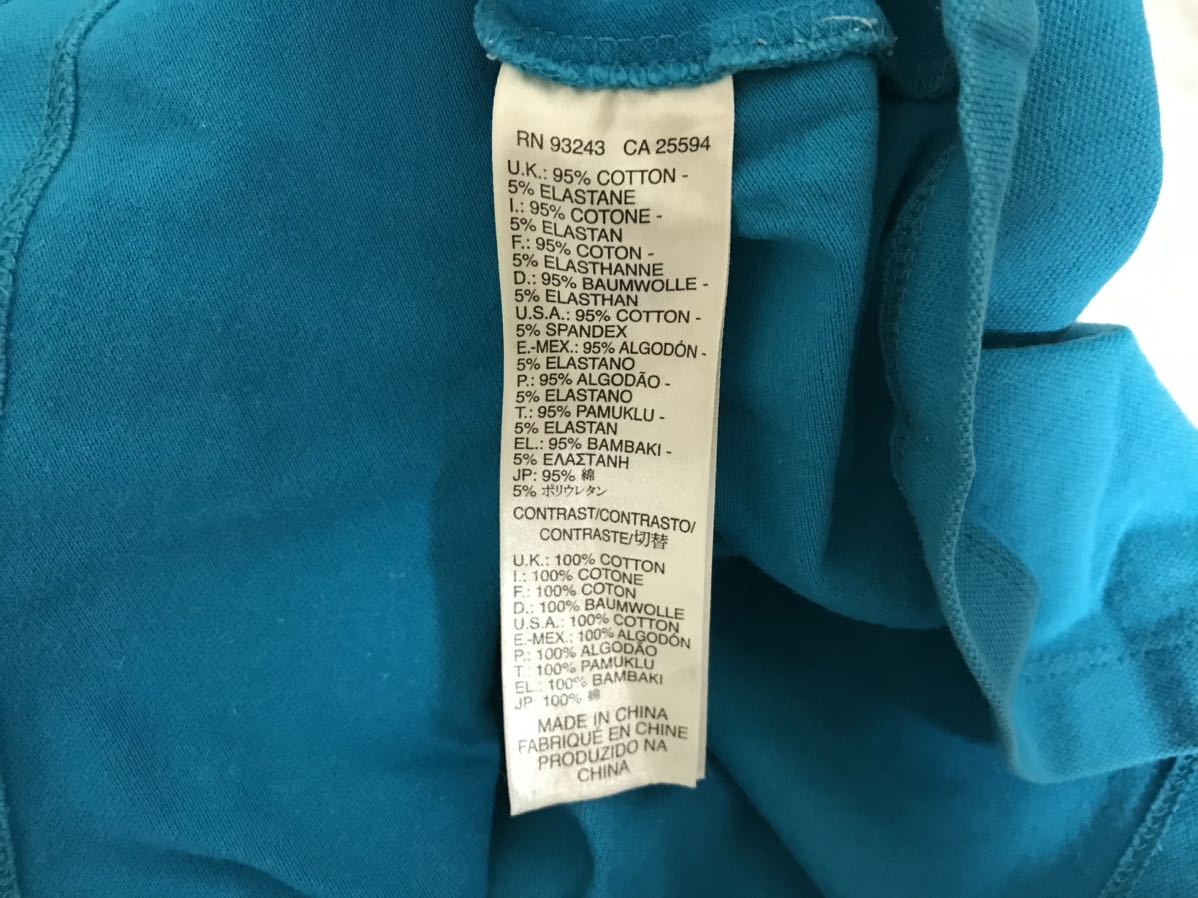 RN 93243 CA 25594
U.K.: 95% COTTON -
5% ELASTANE
I.: 95% COTONE -
5% ELASTAN
F.: 95% COTON -
5% ELASTHANNE
D.: 95% BAUMWOLLE -
5% ELASTHAN
U.S.A.: 95% COTTON -
5% SPANDEX
E.-MEX.: 95% ALGODÓN -
5% ELASTANO
P.: 95% ALGODÃO -
5% ELASTANO
T.: 95% PAMUKLU -
5% ELASTAN
EL.: 95% BAMBAKI -
5% ΕΛΑΣΤΑΝΗ
JP: 95% 綿
5% ポリウレタン
CONTRAST/CONTRASTO/
CONTRASTE/切替
U.K.: 100% COTTON
I.: 100% COTONE
F.: 100% COTON
D.: 100% BAUMWOLLE
U.S.A.: 100% COTTON
E.-MEX.: 100% ALGODÓN
P.: 100% ALGODÃO
T.: 100% PAMUKLU
EL.: 100% BAMBAKI
JP: 100% 綿
MADE IN CHINA
FABRIQUÉ EN CHINE
PRODUZIDO NA
CHINA